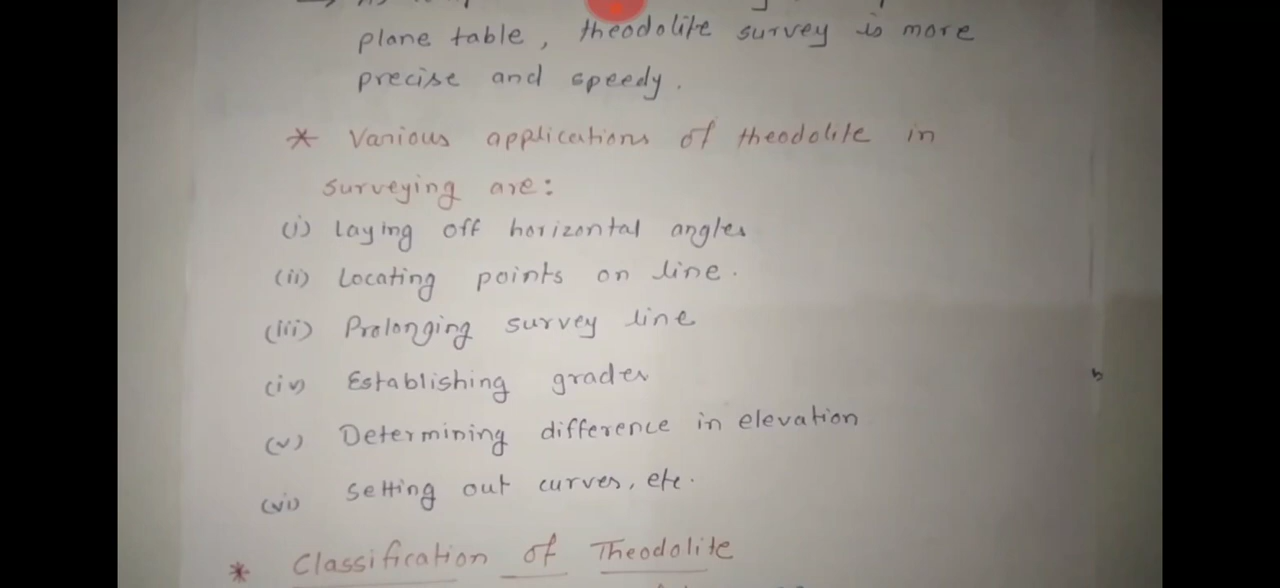 plane table, theodolite survey is more
precise and speedy.
* Various applications of theodolite in
surveying are:
(i) Laying off horizontal angles
(ii) Locating points on line.
(iii) Prolonging survey line
(iv) Establishing grades
(v) Determining difference in elevation
(vi) Setting out curves, etc.
* Classification of Theodolite